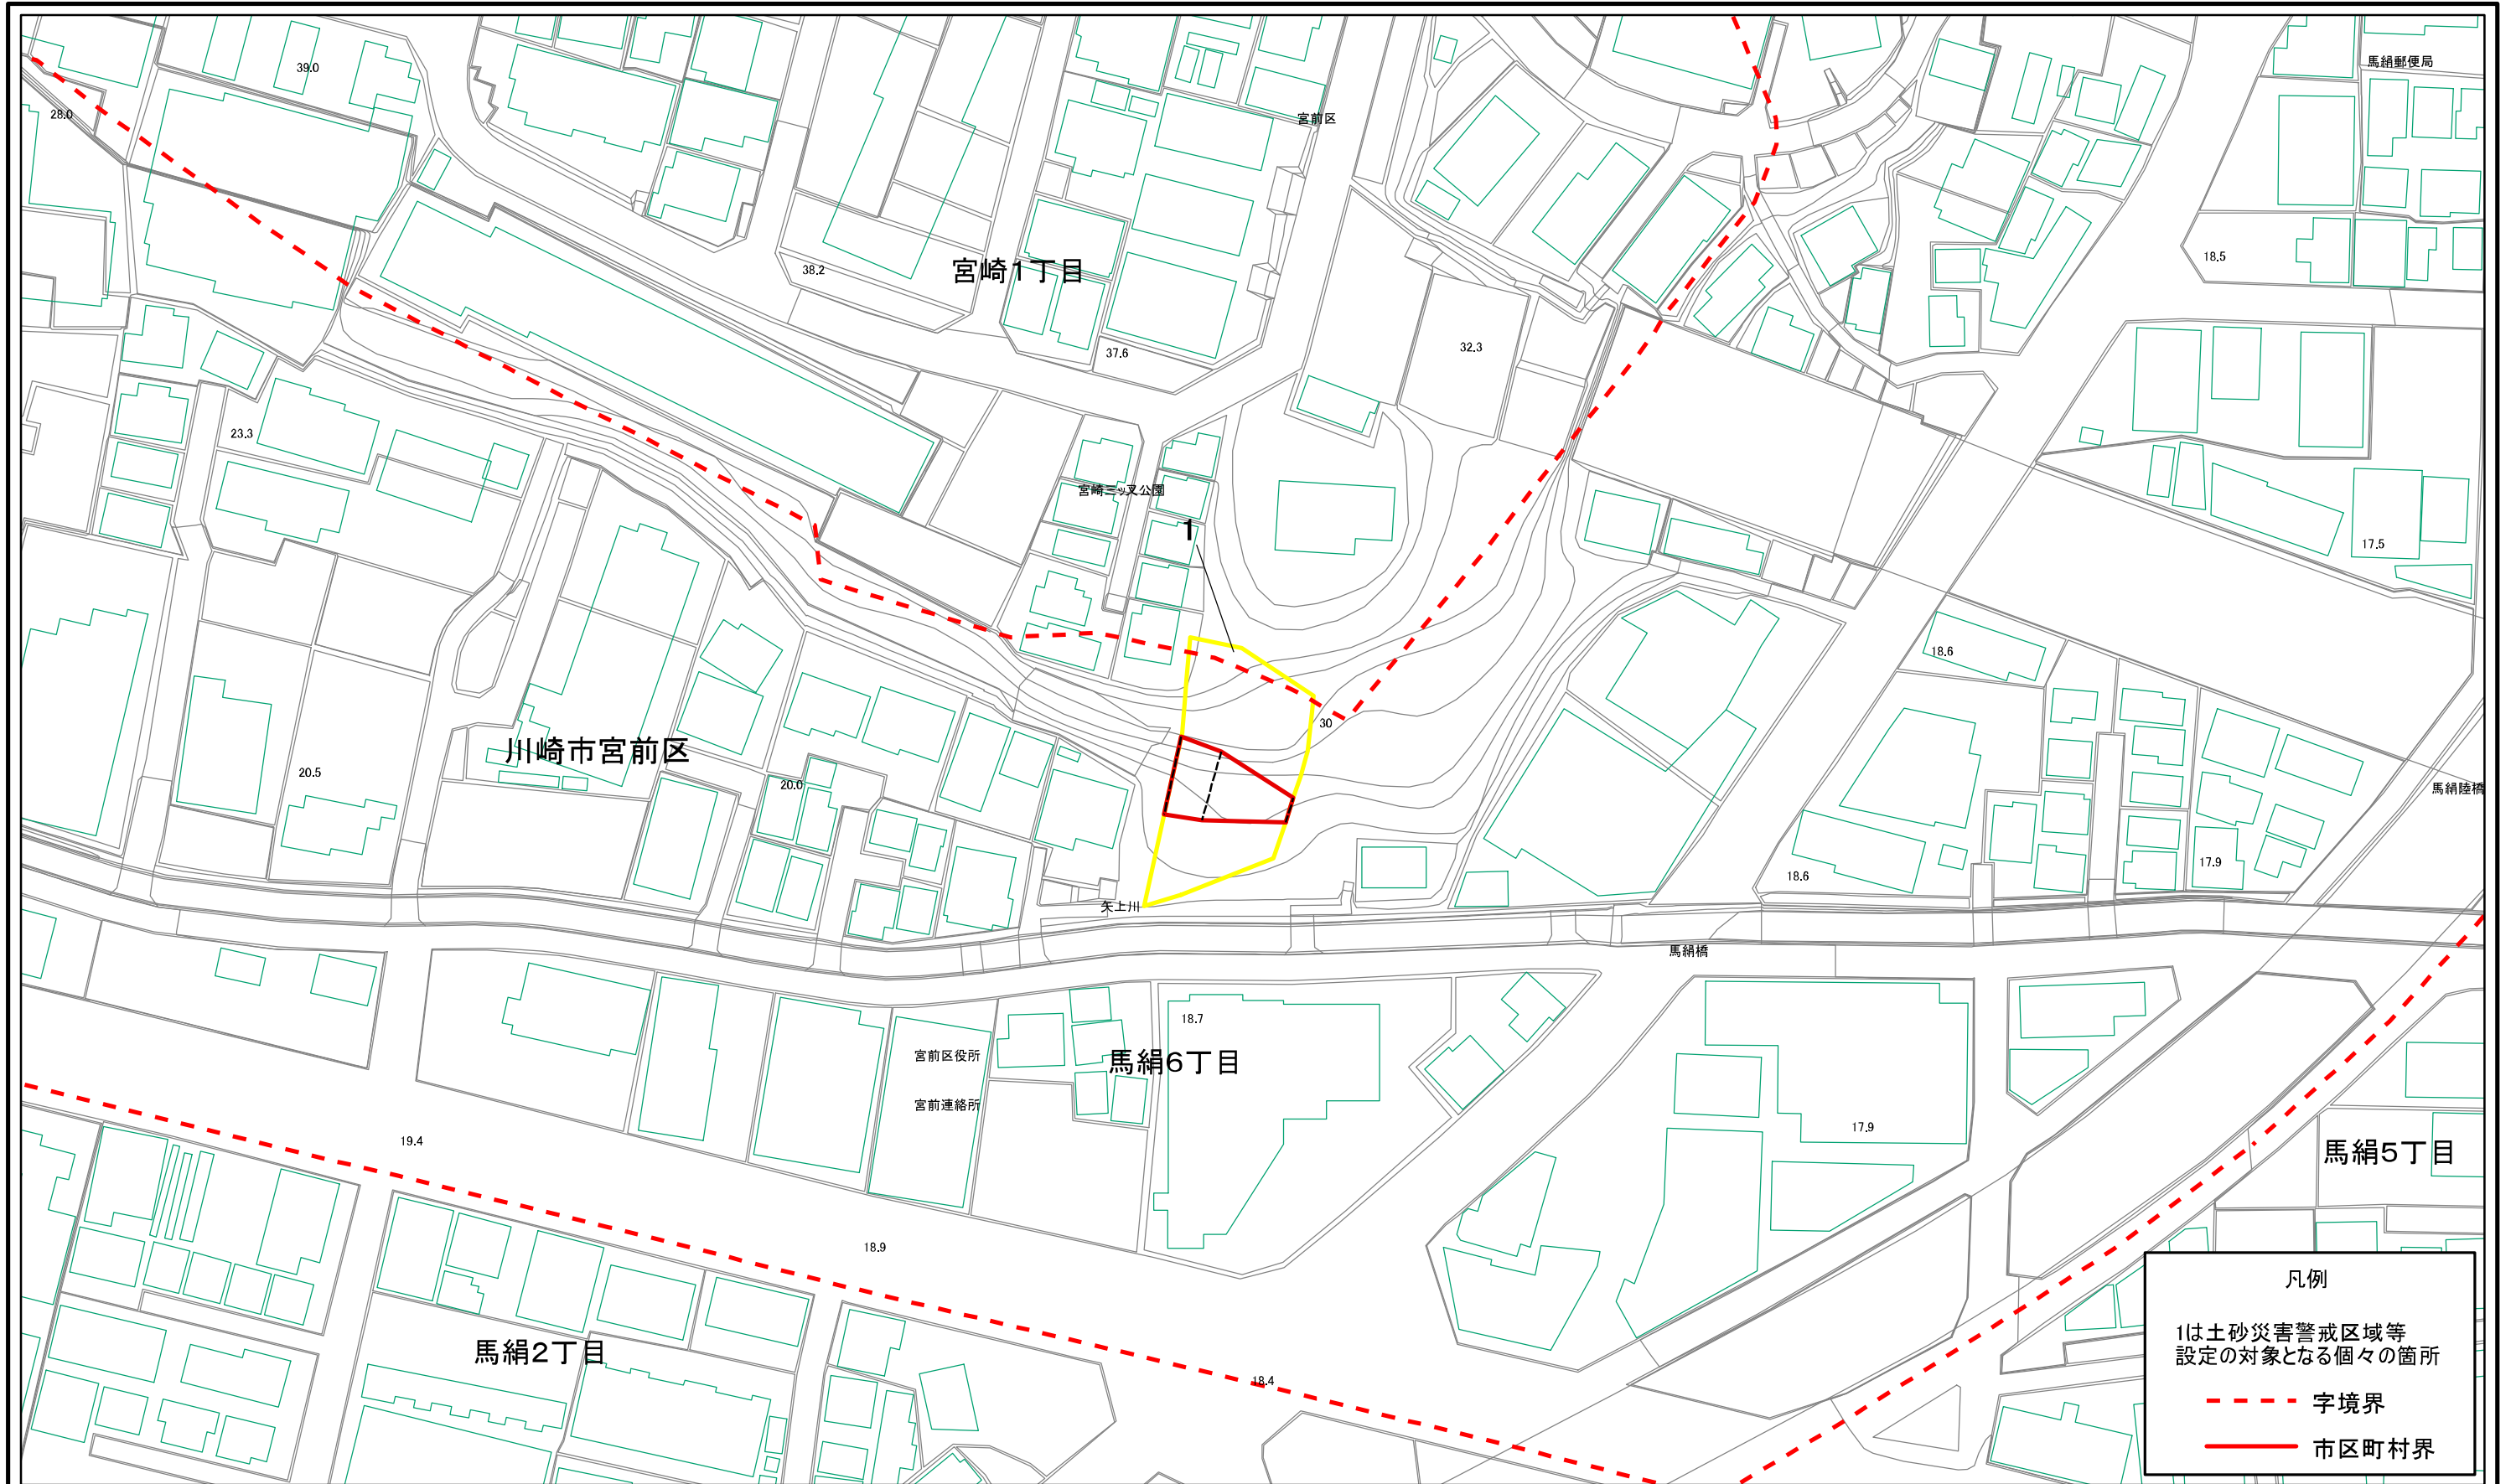 馬絹郵便局
39.0
28.0
宮前区
18.5
宮崎1丁目
38.2
37.6
32.3
23.3
宮崎三ッ又公園
1
17.5
18.6
30
川崎市宮前区
20.5
20.0
馬絹陸橋
17.9
18.6
矢上川
馬絹橋
18.7
宮前区役所
馬絹6丁目
宮前連絡所
17.9
19.4
馬絹5丁目
18.9
馬絹2丁目
18.4
凡例
1は土砂災害警戒区域等
設定の対象となる個々の箇所
字境界
市区町村界